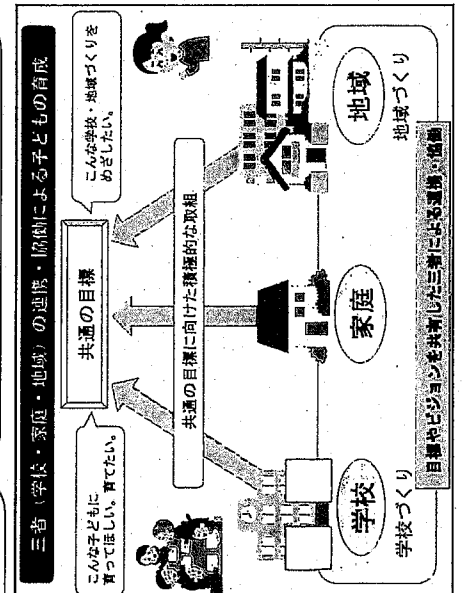 三者（学校・家庭・地域）の連携・協働による子どもの育成
こんな子どもに
育ってほしい。育てたい。
共通の目標
こんな学校・地域づくりを
めざしたい。
共通の目標に向けた積極的な取組
学校
家庭
地域
学校づくり
地域づくり
目標やビジョンを共有した三者による連携・協働